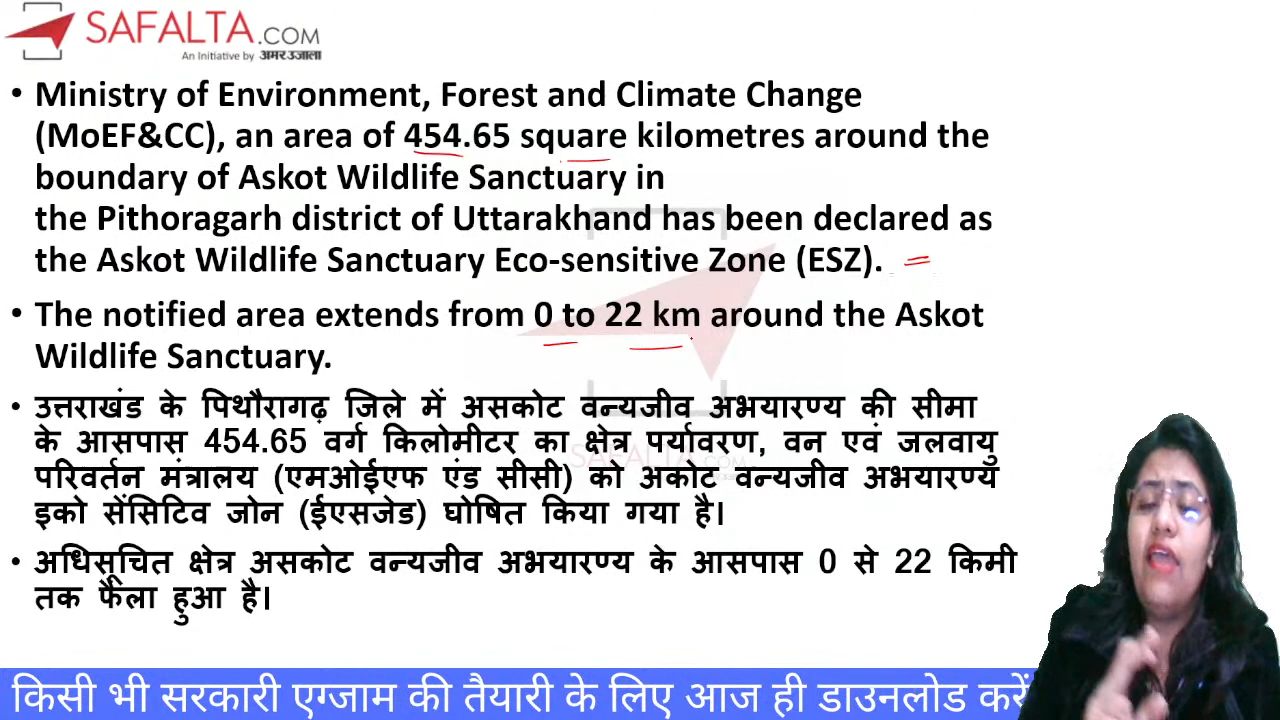 SAFALTA.COM
An Initiative by अमर उजाला
• Ministry of Environment, Forest and Climate Change
(MoEF&CC), an area of 454.65 square kilometres around the
boundary of Askot Wildlife Sanctuary in
the Pithoragarh district of Uttarakhand has been declared as
the Askot Wildlife Sanctuary Eco-sensitive Zone (ESZ).
• The notified area extends from 0 to 22 km around the Askot
Wildlife Sanctuary.
• उत्तराखंड के पिथौरागढ़ जिले में असकोट वन्यजीव अभयारण्य की सीमा
के आसपास 454.65 वर्ग किलोमीटर का क्षेत्र पर्यावरण, वन एवं जलवायु
परिवर्तन मंत्रालय (एमओईएफ एंड सीसी) को अकोट वन्यजीव अभयारण्य
इको सेंसिटिव जोन (ईएसजेड) घोषित किया गया है।
• अधिसूचित क्षेत्र असकोट वन्यजीव अभयारण्य के आसपास 0 से 22 किमी
तक फैला हुआ है।
किसी भी सरकारी एग्जाम की तैयारी के लिए आज ही डाउनलोड करें